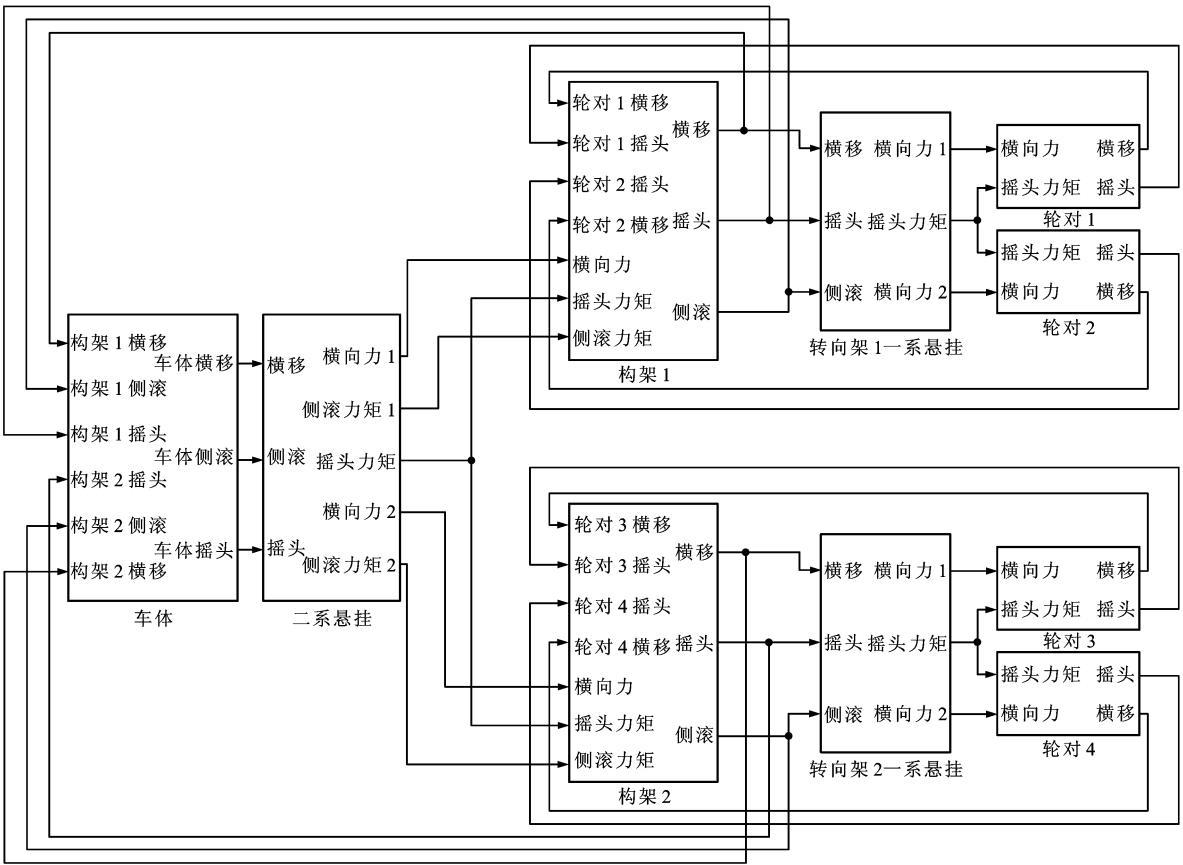 轮对1横移
轮对1摇头
轮对2摇头
轮对2横移
横向力
摇头力矩
侧滚力矩
横移
摇头
侧滚
构架1
横移
摇头
侧滚
横向力1
摇头力矩
横向力2
转向架1一系悬挂
横向力
摇头力矩
横移
摇头
轮对1
摇头力矩
横向力
摇头
横移
轮对2
构架1横移
构架1侧滚
构架1摇头
构架2摇头
构架2侧滚
构架2横移
车体横移
车体侧滚
车体摇头
车体
横移
侧滚
摇头
横向力1
侧滚力矩1
摇头力矩
横向力2
侧滚力矩2
二系悬挂
轮对3横移
轮对3摇头
轮对4摇头
轮对4横移
横向力
摇头力矩
侧滚力矩
横移
摇头
侧滚
构架2
横移
摇头
侧滚
横向力1
摇头力矩
横向力2
转向架2一系悬挂
横向力
摇头力矩
横移
摇头
轮对3
摇头力矩
横向力
摇头
横移
轮对4